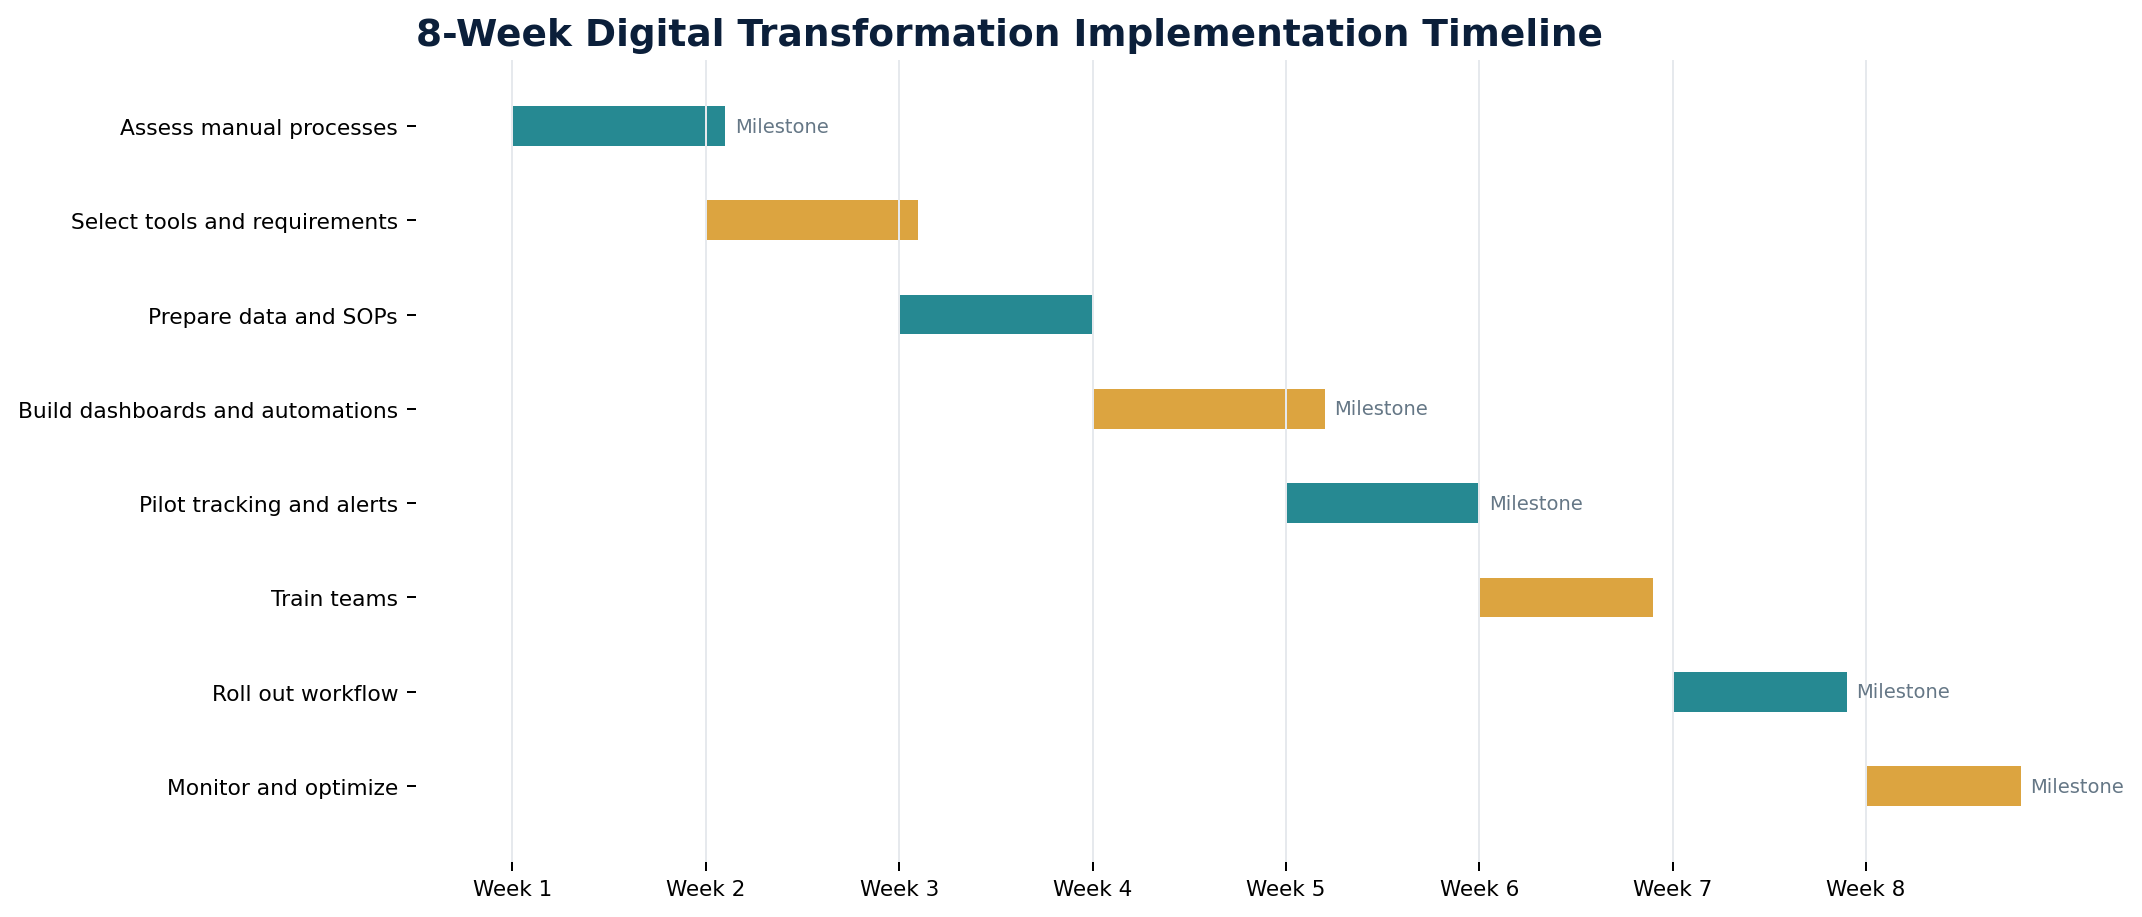 8-Week Digital Transformation Implementation Timeline
Assess manual processes
Milestone
Select tools and requirements
Prepare data and SOPs
Build dashboards and automations
Milestone
Pilot tracking and alerts
Milestone
Train teams
Roll out workflow
Milestone
Monitor and optimize
Milestone
Week 1 Week 2 Week 3 Week 4 Week 5 Week 6 Week 7 Week 8